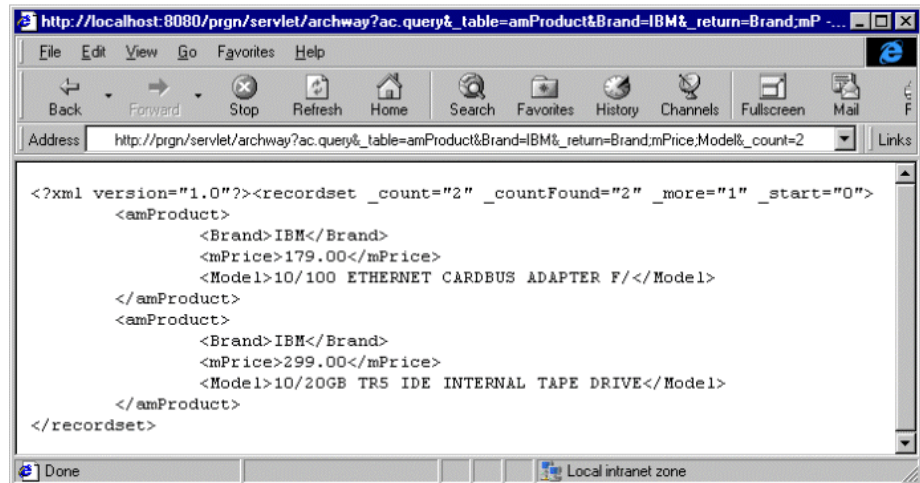 http://localhost:8080/prgn/servlet/archway?ac.query&_table=amProduct&Brand=IBM&_return=Brand;mP -...
File Edit View Go Favorites Help
Back Forward Stop Refresh Home Search Favorites History Channels Fullscreen Mail F
Address http://prgn/servlet/archway?ac.query&_table=amProduct&Brand=IBM&_return=Brand;mPrice;Model&_count=2 Links
<?xml version="1.0"?><recordset _count="2" _countFound="2" _more="1" _start="0">
<amProduct>
<Brand>IBM</Brand>
<mPrice>179.00</mPrice>
<Model>10/100 ETHERNET CARDBUS ADAPTER F/</Model>
</amProduct>
<amProduct>
<Brand>IBM</Brand>
<mPrice>299.00</mPrice>
<Model>10/20GB TR5 IDE INTERNAL TAPE DRIVE</Model>
</amProduct>
</recordset>
Done Local intranet zone